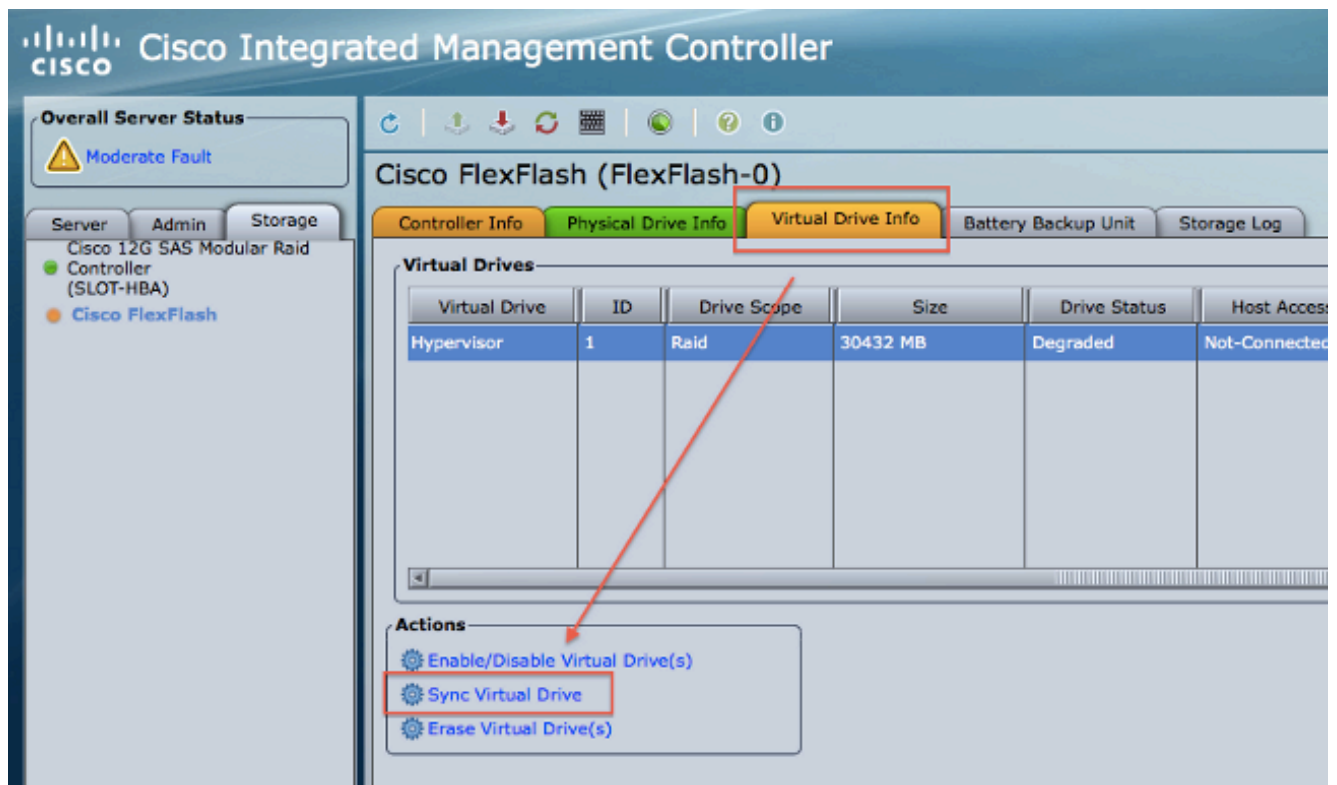 CISCO Cisco Integrated Management Controller
Overall Server Status
Moderate Fault
Server Admin Storage
Cisco 12G SAS Modular Raid
Controller
(SLOT-HBA)
Cisco FlexFlash
Cisco FlexFlash (FlexFlash-0)
Controller Info Physical Drive Info Virtual Drive Info Battery Backup Unit Storage Log
Virtual Drives
Virtual Drive ID Drive Scope Size Drive Status Host Access
Hypervisor 1 Raid 30432 MB Degraded Not-Connected
Actions
Enable/Disable Virtual Drive(s)
Sync Virtual Drive
Erase Virtual Drive(s)